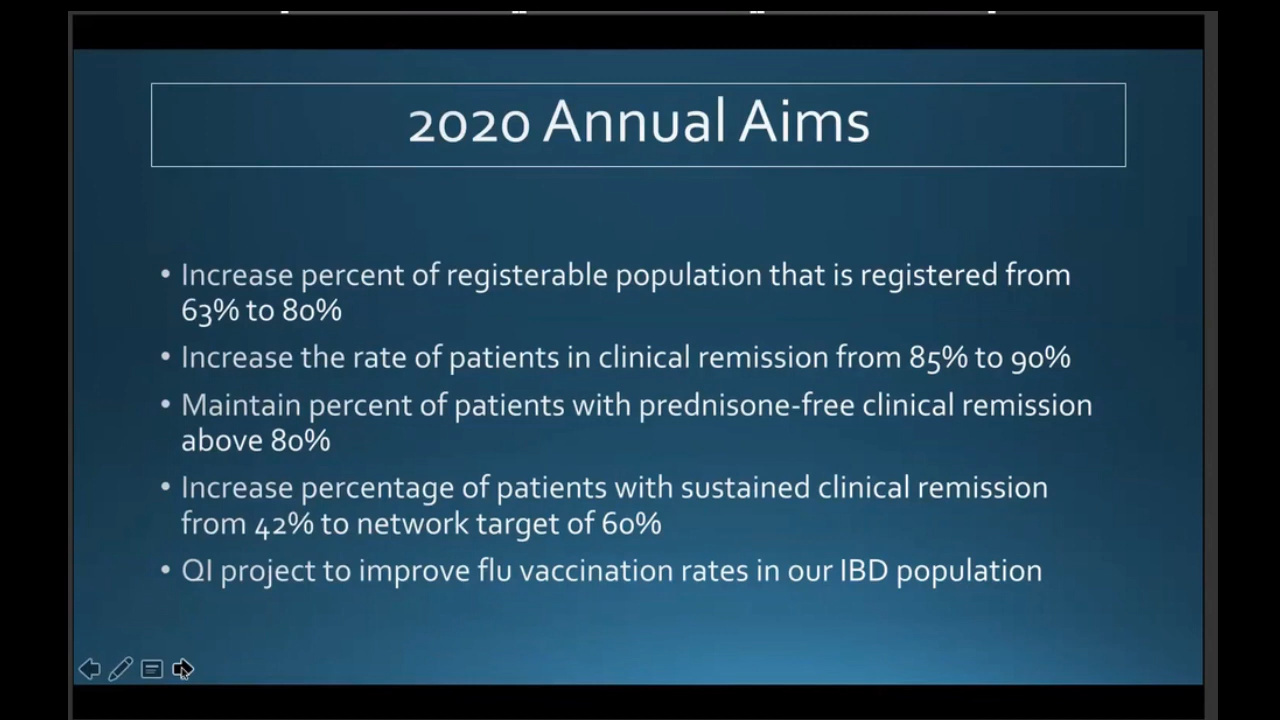 2020 Annual Aims
• Increase percent of registerable population that is registered from
63% to 80%
• Increase the rate of patients in clinical remission from 85% to 90%
• Maintain percent of patients with prednisone-free clinical remission
above 80%
• Increase percentage of patients with sustained clinical remission
from 42% to network target of 60%
• QI project to improve flu vaccination rates in our IBD population